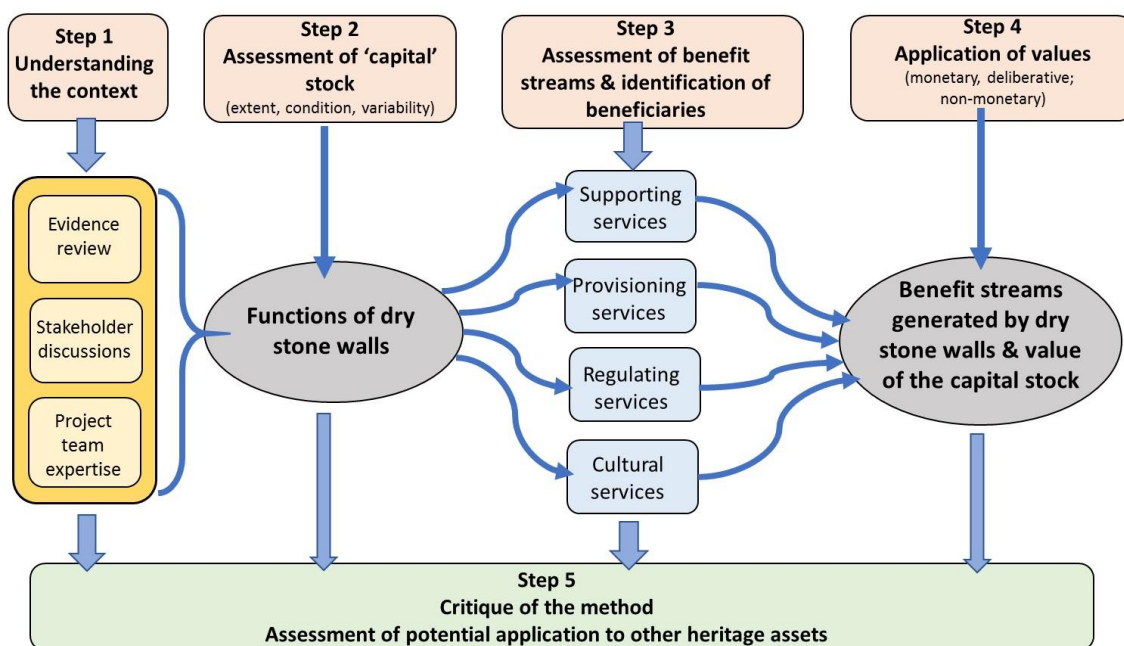 Step 1
Understanding
the context
Step 2
Assessment of ‘capital’
stock
(extent, condition, variability)
Step 3
Assessment of benefit
streams & identification of
beneficiaries
Step 4
Application of values
(monetary, deliberative;
non-monetary)
Evidence
review
Stakeholder
discussions
Project
team
expertise
Functions of dry
stone walls
Supporting
services
Provisioning
services
Regulating
services
Cultural
services
Benefit streams
generated by dry
stone walls & value
of the capital stock
Step 5
Critique of the method
Assessment of potential application to other heritage assets